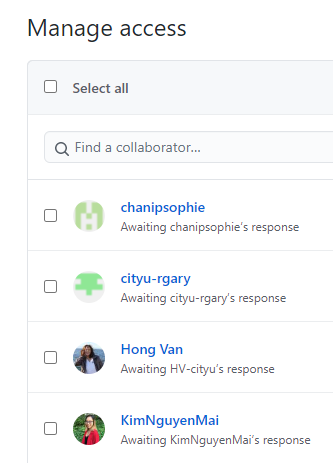 Manage access
Select all
Find a collaborator...
chanipsophie
Awaiting chanipsophie's response
cityu-rgary
Awaiting cityu-rgary's response
Hong Van
Awaiting HV-cityu's response
KimNguyenMai
Awaiting KimNguyenMai's response